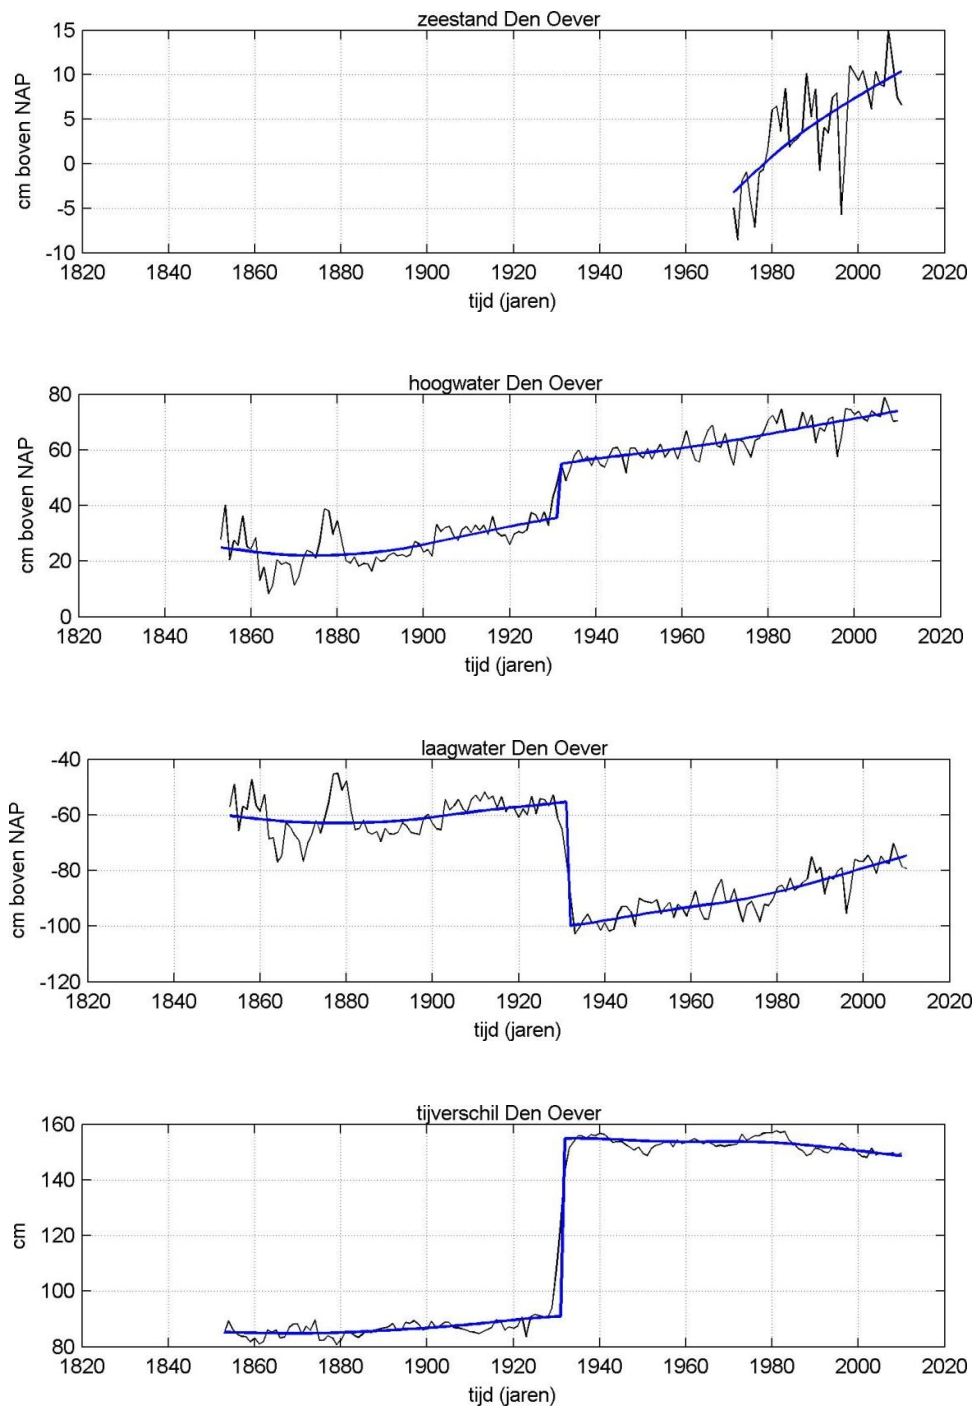 zeestand Den Oever
15
10
5
0
-5
-10
cm boven NAP
1820 1840 1860 1880 1900 1920 1940 1960 1980 2000 2020
tijd (jaren)
hoogwater Den Oever
80
60
40
20
0
cm boven NAP
1820 1840 1860 1880 1900 1920 1940 1960 1980 2000 2020
tijd (jaren)
laagwater Den Oever
-40
-60
-80
-100
-120
cm boven NAP
1820 1840 1860 1880 1900 1920 1940 1960 1980 2000 2020
tijd (jaren)
tijverschil Den Oever
160
140
120
100
80
cm
1820 1840 1860 1880 1900 1920 1940 1960 1980 2000 2020
tijd (jaren)